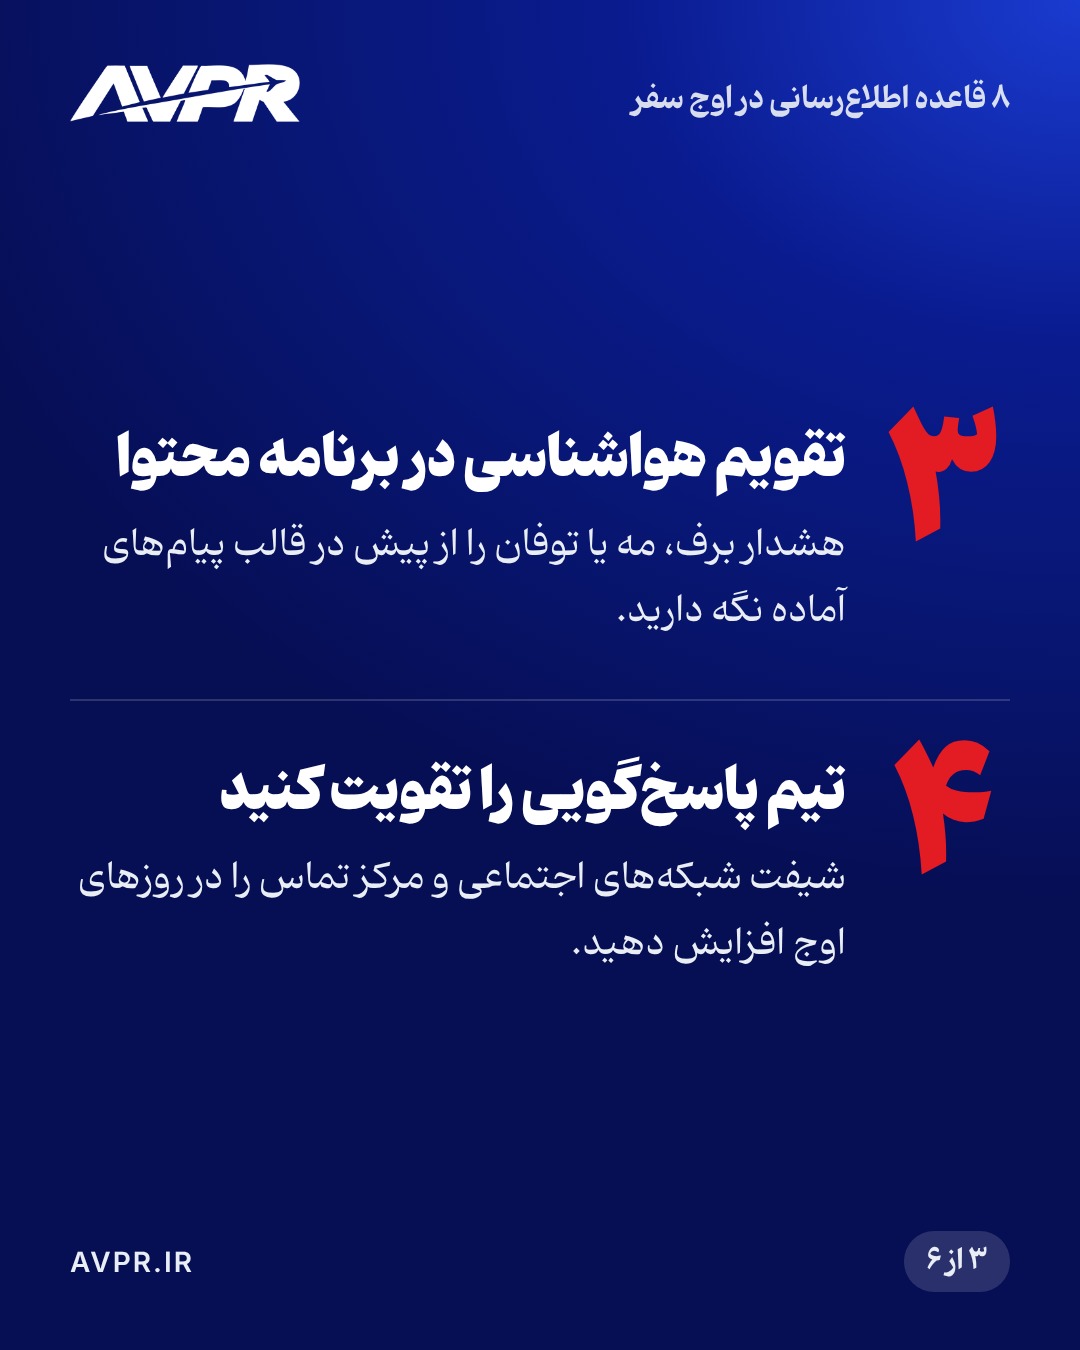 ۸ قاعده اطلاع‌رسانی در اوج سفر
AVPR
۳
تقویم هواشناسی در برنامه محتوا
هشدار برف، مه یا توفان را از پیش در قالب پیام‌های
آماده نگه دارید.
۴
تیم پاسخ‌گویی را تقویت کنید
شیفت شبکه‌های اجتماعی و مرکز تماس را در روزهای
اوج افزایش دهید.
۳ از ۶
AVPR.IR